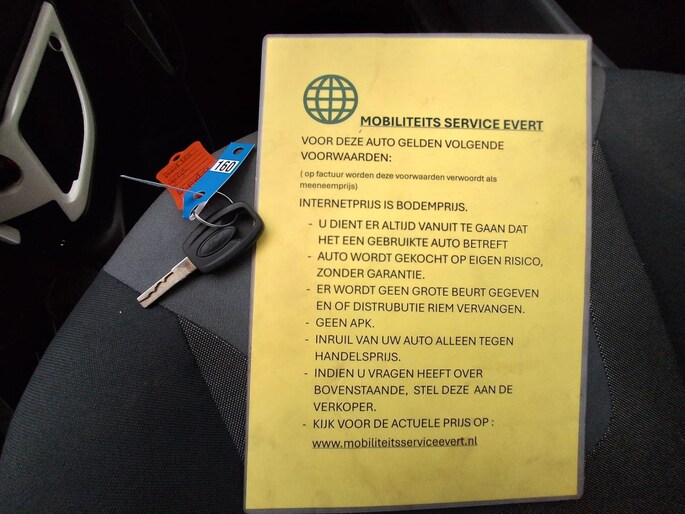 MOBILITEITS SERVICE EVERT
VOOR DEZE AUTO GELDEN VOLGENDE
VOORWAARDEN:
( op factuur worden deze voorwaarden verwoordt als
meeneemprijs)
INTERNETPRIJS IS BODEMPRIJS.
- U DIENT ER ALTIJD VANUIT TE GAAN DAT
HET EEN GEBRUIKTE AUTO BETREFT
- AUTO WORDT GEKOCHT OP EIGEN RISICO,
ZONDER GARANTIE.
- ER WORDT GEEN GROTE BEURT GEGEVEN
EN OF DISTRUBUTIE RIEM VERVANGEN.
- GEEN APK.
- INRUIL VAN UW AUTO ALLEEN TEGEN
HANDELSPRIJS.
- INDIEN U VRAGEN HEEFT OVER
BOVENSTAANDE, STEL DEZE AAN DE
VERKOPER.
- KIJK VOOR DE ACTUELE PRIJS OP :
www.mobiliteitsserviceevert.nl
160